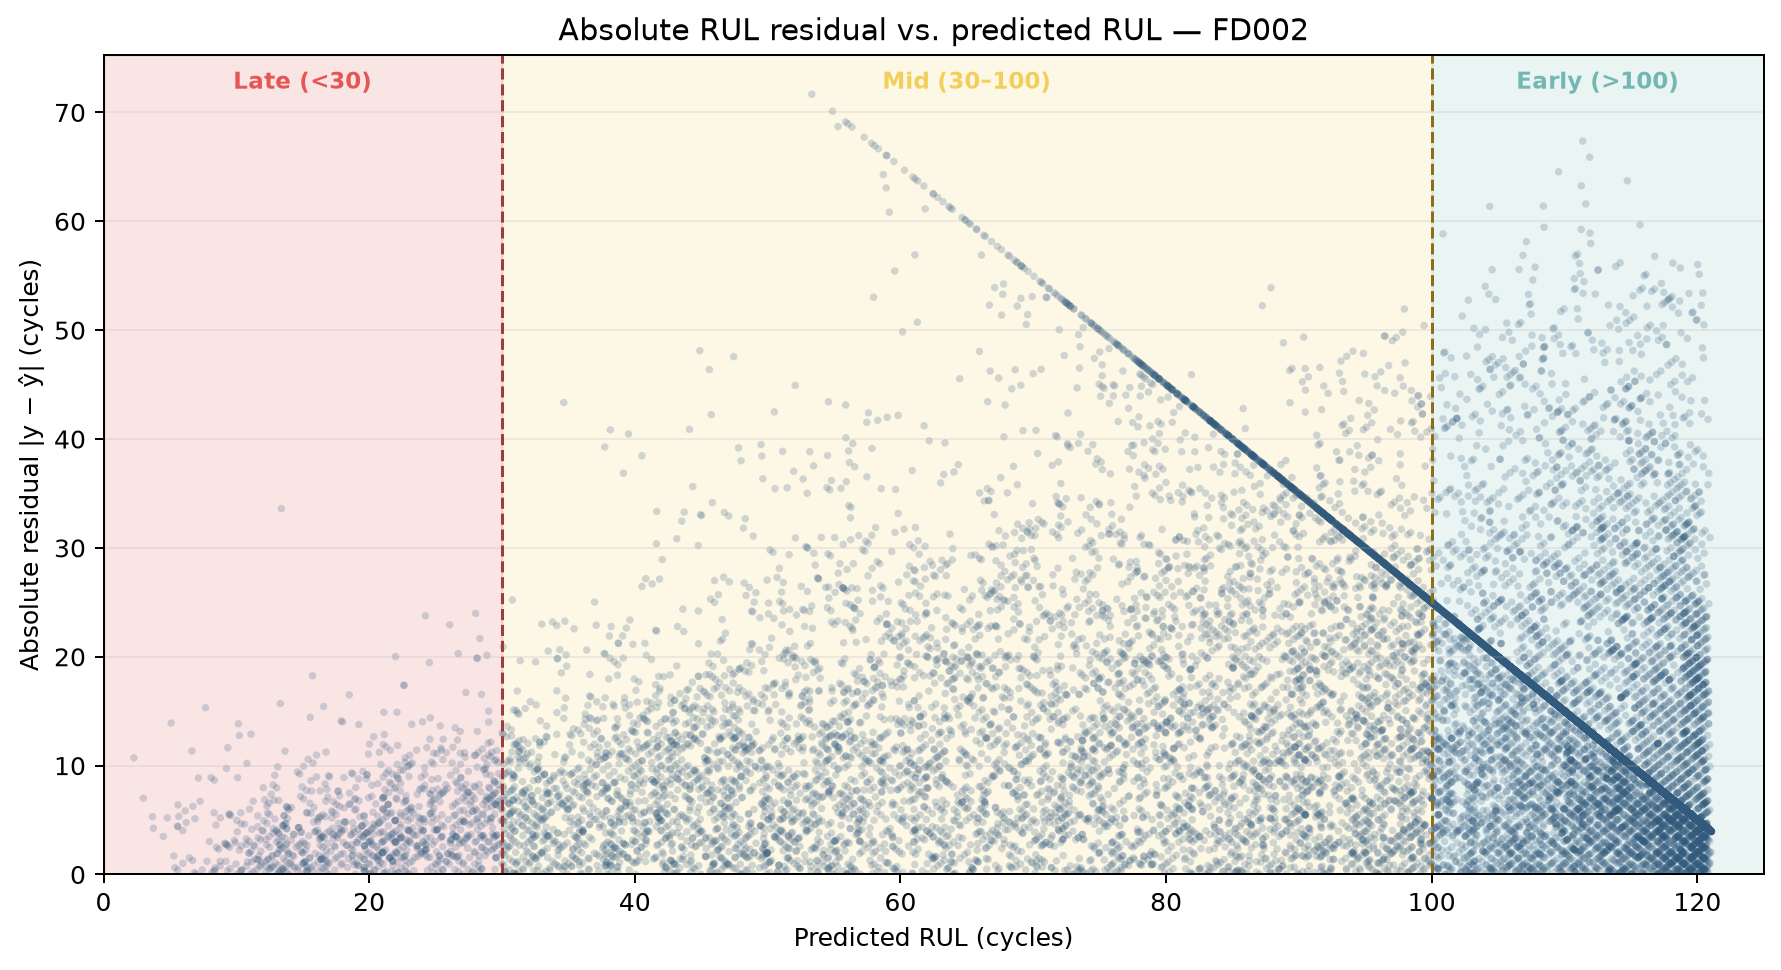 Absolute RUL residual vs. predicted RUL — FD002
Late (<30)
Mid (30–100)
Early (>100)
Absolute residual |y − ŷ| (cycles)
70
60
50
40
30
20
10
0
0 20 40 60 80 100 120
Predicted RUL (cycles)